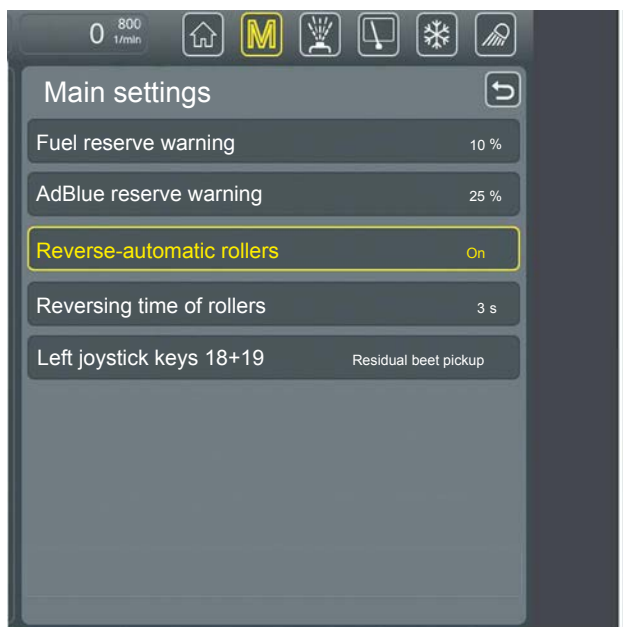 0 800 1/min M
Main settings
Fuel reserve warning 10 %
AdBlue reserve warning 25 %
Reverse-automatic rollers On
Reversing time of rollers 3 s
Left joystick keys 18+19 Residual beet pickup